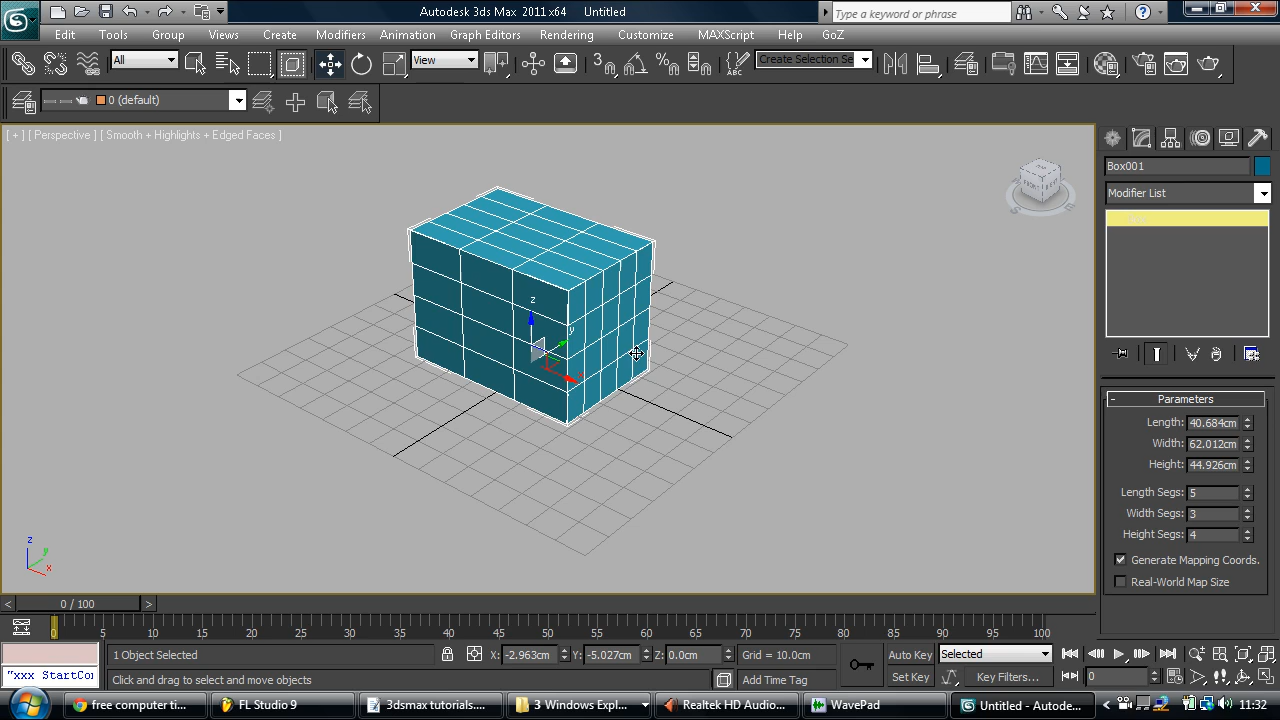 Autodesk 3ds Max 2011 x64 Untitled
Type a keyword or phrase
Edit Tools Group Views Create Modifiers Animation Graph Editors Rendering Customize MAXScript Help GoZ
All View 3 Create Selection Se
0 (default)
[ + ] [ Perspective ] [ Smooth + Highlights + Edged Faces ]
Box001
Modifier List
Box
z
y
x
Parameters
Length: 40.684cm
Width: 62.012cm
Height: 44.926cm
Length Segs: 5
Width Segs: 3
Height Segs: 4
Generate Mapping Coords.
Real-World Map Size
z
y
x
< 0 / 100 >
0 5 10 15 20 25 30 35 40 45 50 55 60 65 70 75 80 85 90 95 100
1 Object Selected X: -2.963cm Y: -5.027cm Z: 0.0cm Grid = 10.0cm Auto Key Selected
"xxx StartCo Click and drag to select and move objects Add Time Tag Set Key Key Filters... 0
free computer ti... FL Studio 9 3dsmax tutorials.... 3 Windows Expl... Realtek HD Audio... WavePad Untitled - Autode... 11:32